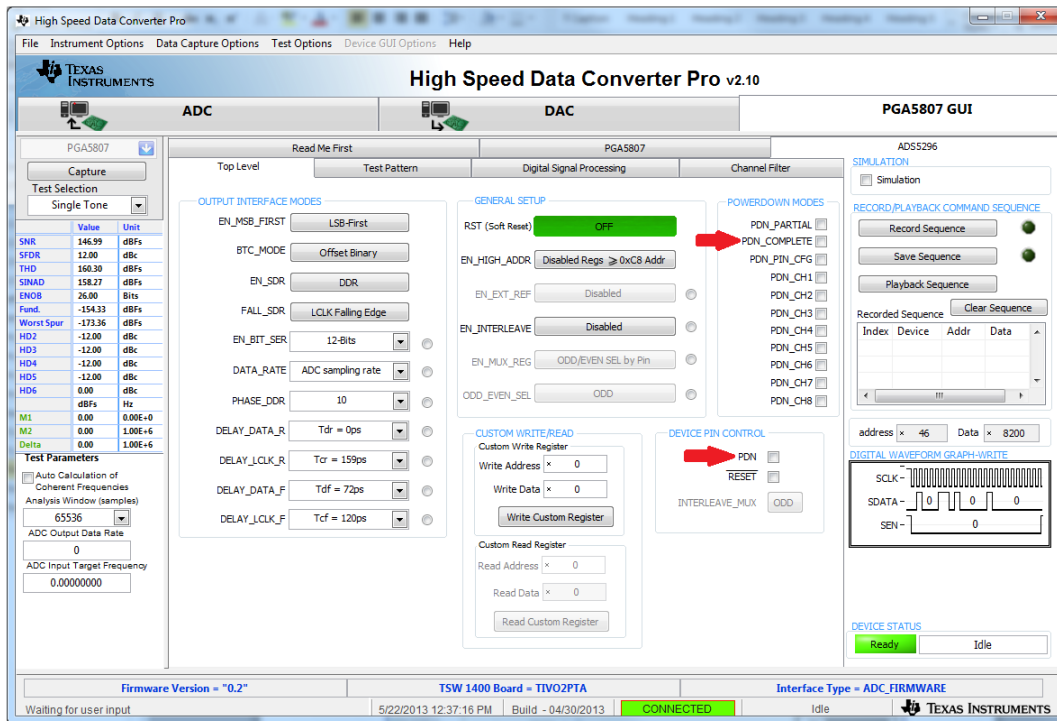 High Speed Data Converter Pro
File Instrument Options Data Capture Options Test Options Device GUI Options Help
TEXAS INSTRUMENTS
High Speed Data Converter Pro v2.10
ADC
DAC
PGA5807 GUI
PGA5807
Capture
Test Selection
Single Tone
Value Unit
SNR 146.99 dBFs
SFDR 12.00 dBc
THD 160.30 dBFs
SINAD 158.27 dBFs
ENOB 26.00 Bits
Fund. -154.33 dBFs
Worst Spur -173.36 dBFs
HD2 -12.00 dBc
HD3 -12.00 dBc
HD4 -12.00 dBc
HD5 -12.00 dBc
HD6 0.00 dBc
dBFs Hz
M1 0.00 0.00E+0
M2 0.00 1.00E+6
Delta 0.00 1.00E+6
Test Parameters
Auto Calculation of
Coherent Frequencies
Analysis Window (samples)
65536
ADC Output Data Rate
0
ADC Input Target Frequency
0.00000000
Read Me First
PGA5807
ADS5296
Top Level
Test Pattern
Digital Signal Processing
Channel Filter
OUTPUT INTERFACE MODES
EN_MSB_FIRST LSB-First
BTC_MODE Offset Binary
EN_SDR DDR
FALL_SDR LCLK Falling Edge
EN_BIT_SER 12-Bits
DATA_RATE ADC sampling rate
PHASE_DDR 10
DELAY_DATA_R Tdr = 0ps
DELAY_LCLK_R Tcr = 159ps
DELAY_DATA_F Tdf = 72ps
DELAY_LCLK_F Tcf = 120ps
GENERAL SETUP
RST (Soft Reset) OFF
EN_HIGH_ADDR Disabled Regs ≥ 0xC8 Addr
EN_EXT_REF Disabled
EN_INTERLEAVE Disabled
EN_MUX_REG ODD/EVEN SEL by Pin
ODD_EVEN_SEL ODD
CUSTOM WRITE/READ
Custom Write Register
Write Address × 0
Write Data × 0
Write Custom Register
Custom Read Register
Read Address × 0
Read Data × 0
Read Custom Register
POWERDOWN MODES
PDN_PARTIAL
PDN_COMPLETE
PDN_PIN_CFG
PDN_CH1
PDN_CH2
PDN_CH3
PDN_CH4
PDN_CH5
PDN_CH6
PDN_CH7
PDN_CH8
DEVICE PIN CONTROL
PDN
RESET
INTERLEAVE_MUX ODD
SIMULATION
Simulation
RECORD/PLAYBACK COMMAND SEQUENCE
Record Sequence
Save Sequence
Playback Sequence
Recorded Sequence Clear Sequence
Index Device Addr Data
address × 46 Data × 8200
DIGITAL WAVEFORM GRAPH-WRITE
SCLK
SDATA 0 0 0
SEN 0
DEVICE STATUS
Ready Idle
Firmware Version = "0.2"
TSW 1400 Board = TIVO2PTA
Interface Type = ADC_FIRMWARE
Waiting for user input
5/22/2013 12:37:16 PM
Build - 04/30/2013
CONNECTED
Idle
TEXAS INSTRUMENTS